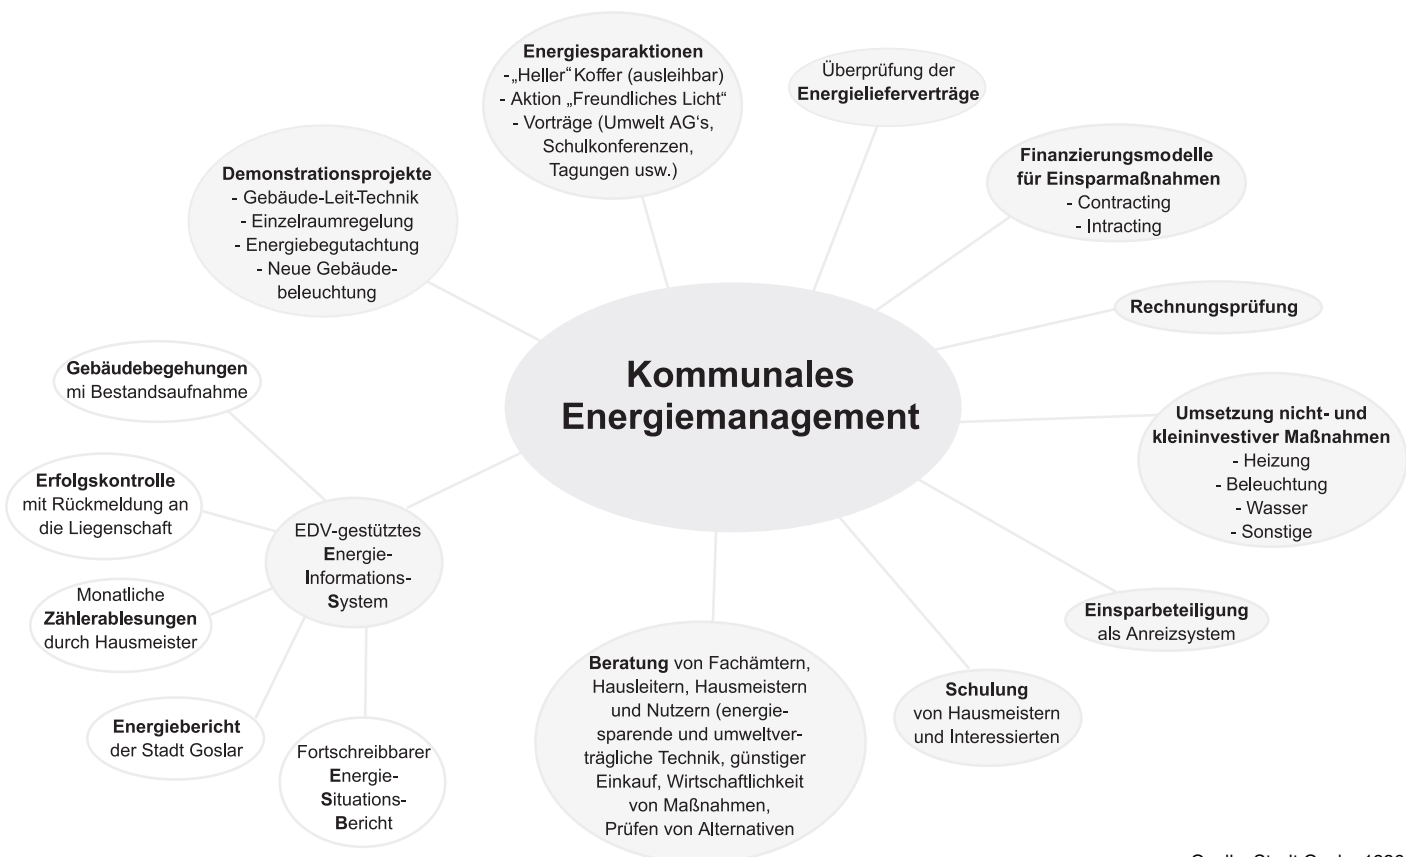 Energiesparaktionen
- „Heller“ Koffer (ausleihbar)
- Aktion „Freundliches Licht“
- Vorträge (Umwelt AG‘s,
Schulkonferenzen,
Tagungen usw.)
Überprüfung der
Energielieferverträge
Finanzierungsmodelle
für Einsparmaßnahmen
- Contracting
- Intracting
Demonstrationsprojekte
- Gebäude-Leit-Technik
- Einzelraumregelung
- Energiebegutachtung
- Neue Gebäude-
beleuchtung
Rechnungsprüfung
Kommunales
Energiemanagement
Gebäudebegehungen
mi Bestandsaufnahme
Umsetzung nicht- und
kleininvestiver Maßnahmen
- Heizung
- Beleuchtung
- Wasser
- Sonstige
Erfolgskontrolle
mit Rückmeldung an
die Liegenschaft
EDV-gestütztes
Energie-
Informations-
System
Monatliche
Zählerablesungen
durch Hausmeister
Einsparbeteiligung
als Anreizsystem
Energiebericht
der Stadt Goslar
Fortschreibbarer
Energie-
Situations-
Bericht
Beratung von Fachämtern,
Hausleitern, Hausmeistern
und Nutzern (energie-
sparende und umweltver-
trägliche Technik, günstiger
Einkauf, Wirtschaftlichkeit
von Maßnahmen,
Prüfen von Alternativen
Schulung
von Hausmeistern
und Interessierten